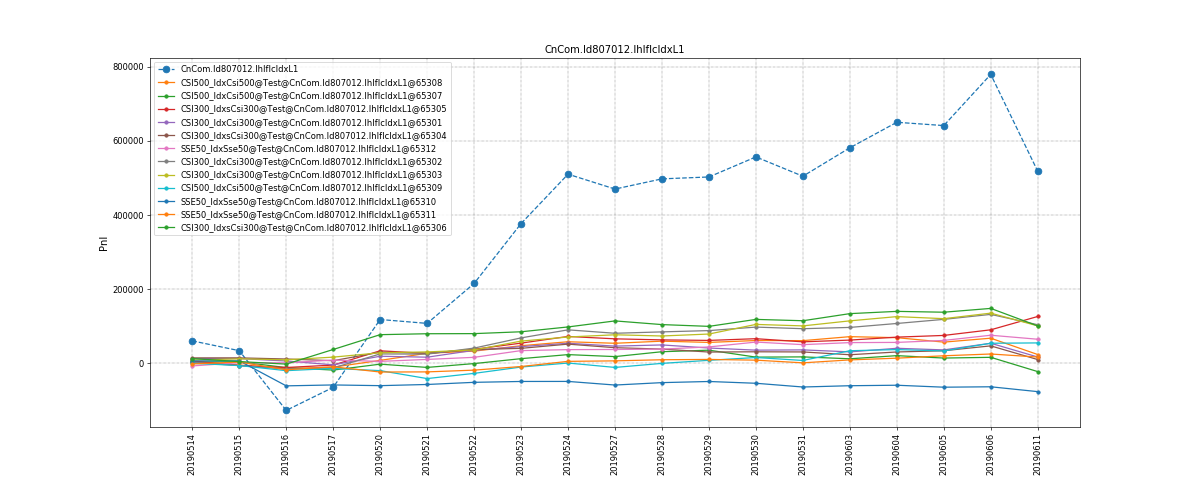 CnCom.Id807012.IhIfIcIdxL1
CnCom.Id807012.IhIfIcIdxL1
CSI500_IdxCsi500@Test@CnCom.Id807012.IhIfIcIdxL1@65308
CSI500_IdxCsi500@Test@CnCom.Id807012.IhIfIcIdxL1@65307
CSI300_IdxsCsi300@Test@CnCom.Id807012.IhIfIcIdxL1@65305
CSI300_IdxCsi300@Test@CnCom.Id807012.IhIfIcIdxL1@65301
CSI300_IdxsCsi300@Test@CnCom.Id807012.IhIfIcIdxL1@65304
SSE50_IdxSse50@Test@CnCom.Id807012.IhIfIcIdxL1@65312
CSI300_IdxCsi300@Test@CnCom.Id807012.IhIfIcIdxL1@65302
CSI300_IdxCsi300@Test@CnCom.Id807012.IhIfIcIdxL1@65303
CSI500_IdxCsi500@Test@CnCom.Id807012.IhIfIcIdxL1@65309
SSE50_IdxSse50@Test@CnCom.Id807012.IhIfIcIdxL1@65310
SSE50_IdxSse50@Test@CnCom.Id807012.IhIfIcIdxL1@65311
CSI300_IdxsCsi300@Test@CnCom.Id807012.IhIfIcIdxL1@65306
800000
600000
400000
200000
0
Pnl
20190514
20190515
20190516
20190517
20190520
20190521
20190522
20190523
20190524
20190527
20190528
20190529
20190530
20190531
20190603
20190604
20190605
20190606
20190611